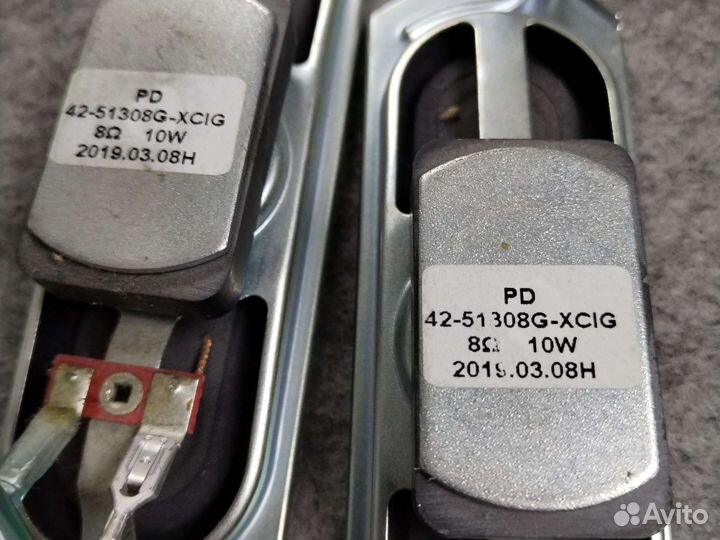 PD
42-51308G-XCIG
8Ω 10W
2019.03.08H
PD
42-51308G-XCIG
8Ω 10W
2019.03.08H
Avito